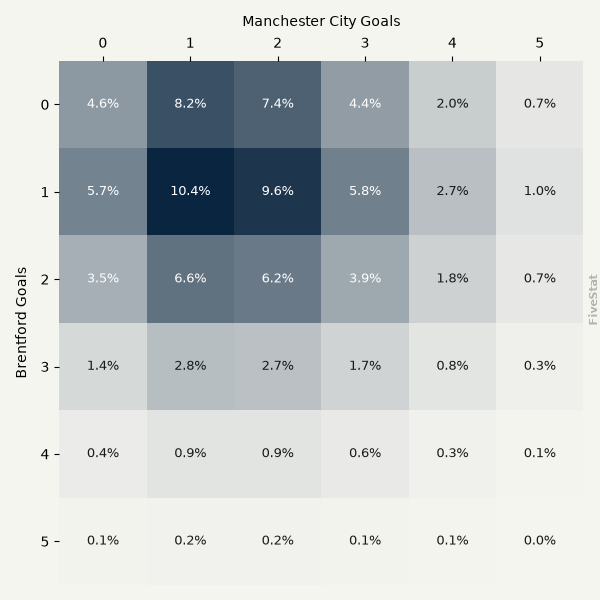 Manchester City Goals
0 1 2 3 4 5
0 4.6% 8.2% 7.4% 4.4% 2.0% 0.7%
1 5.7% 10.4% 9.6% 5.8% 2.7% 1.0%
2 3.5% 6.6% 6.2% 3.9% 1.8% 0.7%
3 1.4% 2.8% 2.7% 1.7% 0.8% 0.3%
4 0.4% 0.9% 0.9% 0.6% 0.3% 0.1%
5 0.1% 0.2% 0.2% 0.1% 0.1% 0.0%
Brentford Goals
FiveStat